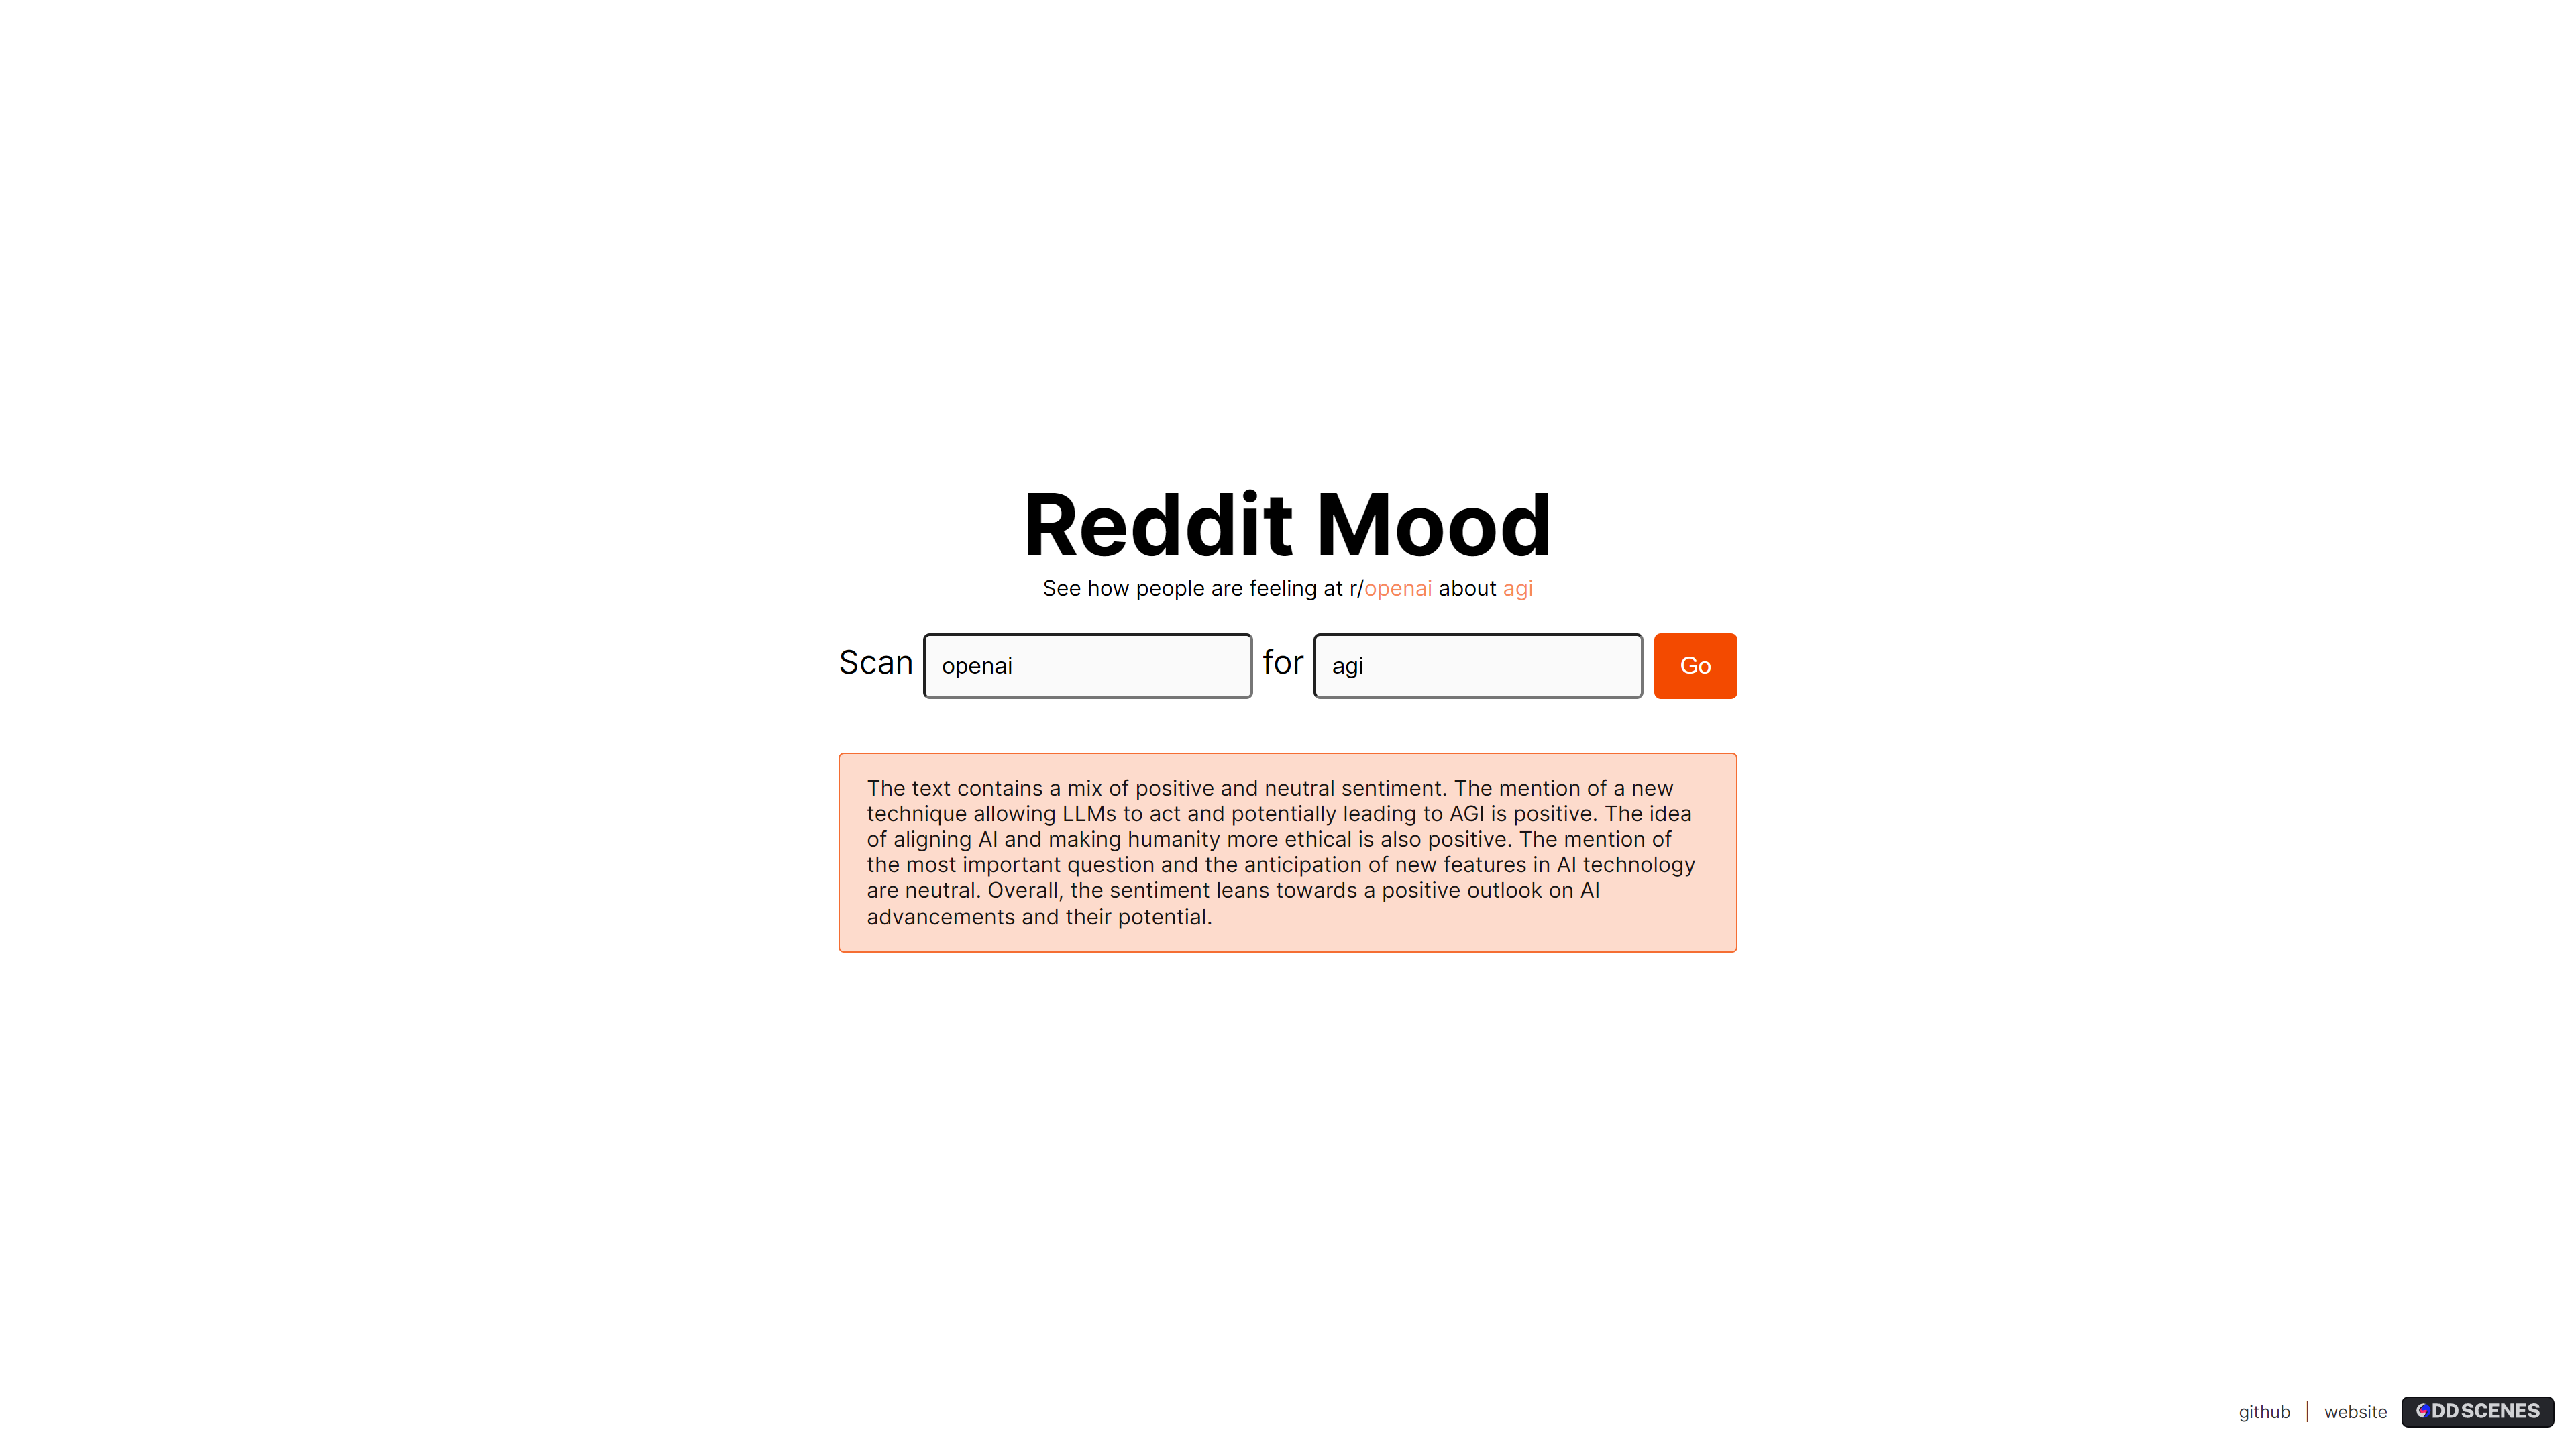 Reddit Mood
See how people are feeling at r/openai about agi
Scan openai for agi Go
The text contains a mix of positive and neutral sentiment. The mention of a new
technique allowing LLMs to act and potentially leading to AGI is positive. The idea
of aligning AI and making humanity more ethical is also positive. The mention of
the most important question and the anticipation of new features in AI technology
are neutral. Overall, the sentiment leans towards a positive outlook on AI
advancements and their potential.
github | website ODDSCENES